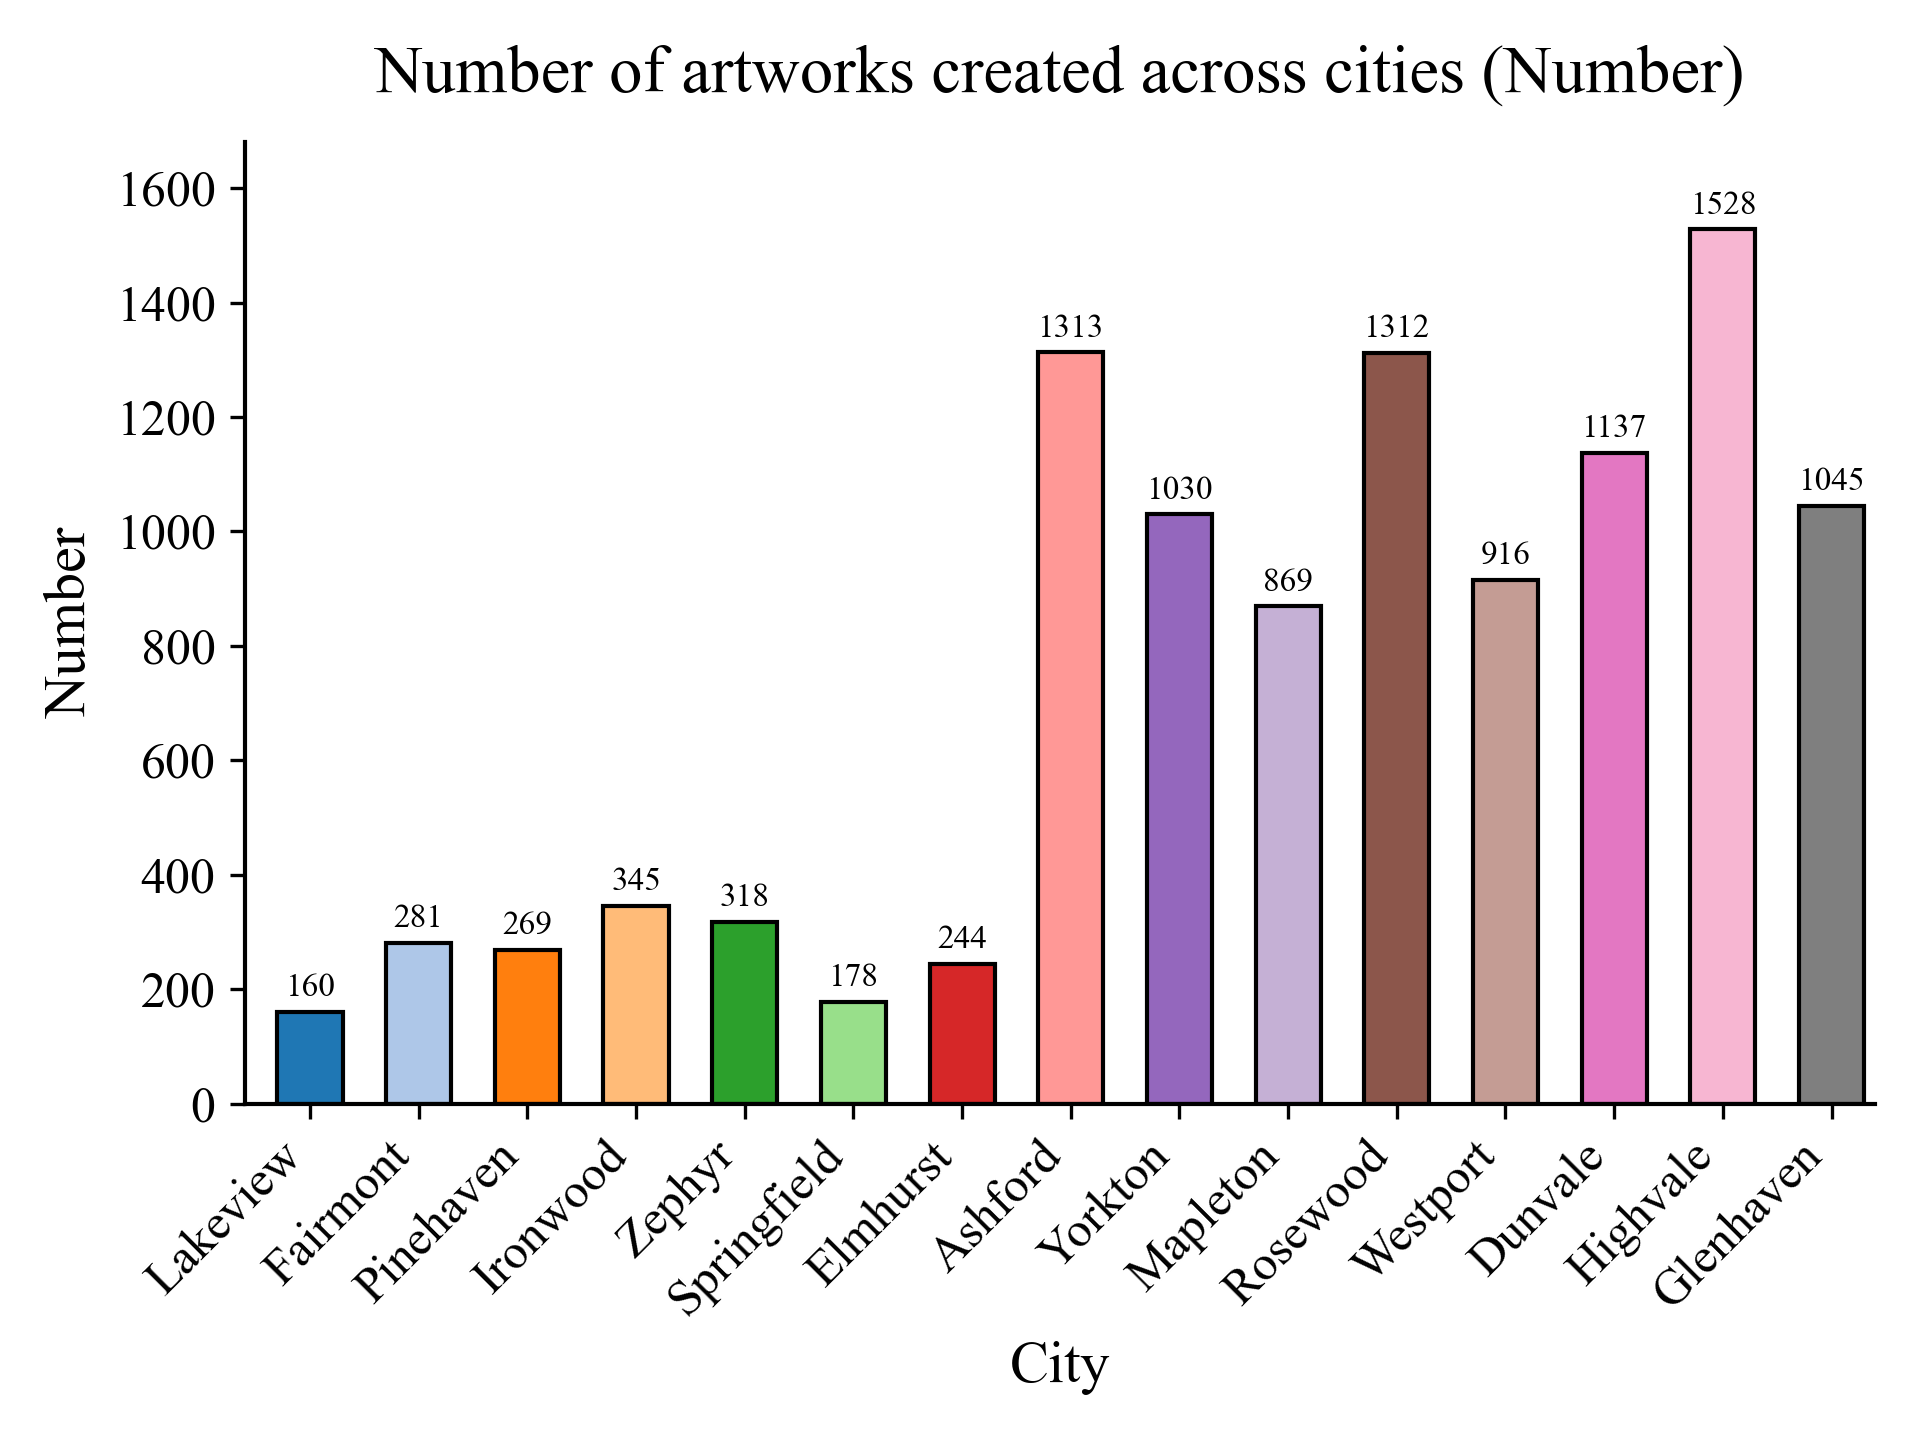 Number of artworks created across cities (Number)
Number
1600
1400
1200
1000
800
600
400
200
0
160
281
269
345
318
178
244
1313
1030
869
1312
916
1137
1528
1045
Lakeview
Fairmont
Pinehaven
Ironwood
Zephyr
Springfield
Elmhurst
Ashford
Yorkton
Mapleton
Rosewood
Westport
Dunvale
Highvale
Glenhaven
City